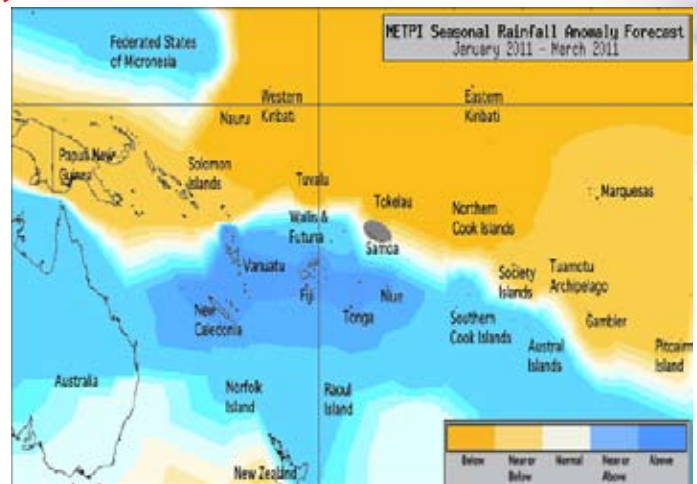 METPI Seasonal Rainfall Anomaly Forecast
January 2011 - March 2011
Federated States
of Micronesia
Western
Kiribati
Eastern
Kiribati
Nauru
Papua New
Guinea
Solomon
Islands
Tuvalu
Tokelau
Marquesas
Wallis &
Futuna
Northern
Cook Islands
Samoa
Vanuatu
Society
Islands
Tuamotu
Archipelago
Fiji
Niue
New
Caledonia
Tonga
Southern
Cook Islands
Gambier
Austral
Islands
Pitcairn
Island
Australia
Norfolk
Island
Raoul
Island
New Zealand
Below
Near or
Below
Normal
Near or
Above
Above